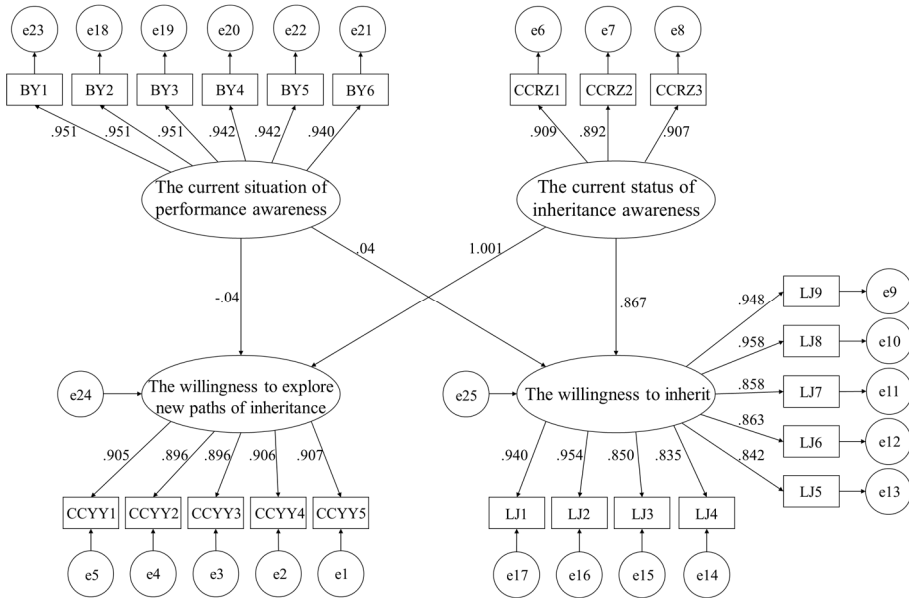 e23 e18 e19 e20 e22 e21 e6 e7 e8
BY1 BY2 BY3 BY4 BY5 BY6 CCRZ1 CCRZ2 CCRZ3
.951 .951 .951 .942 .942 .940 .909 .892 .907
The current situation of
performance awareness
The current status of
inheritance awareness
.04 1.001
-.04 .867
.948 LJ9 e9
.958 LJ8 e10
.858 LJ7 e11
.863 LJ6 e12
.842 LJ5 e13
e24
The willingness to explore
new paths of inheritance
e25
The willingness to inherit
.905 .896 .896 .906 .907 .940 .954 .850 .835
CCYY1 CCYY2 CCYY3 CCYY4 CCYY5 LJ1 LJ2 LJ3 LJ4
e5 e4 e3 e2 e1 e17 e16 e15 e14